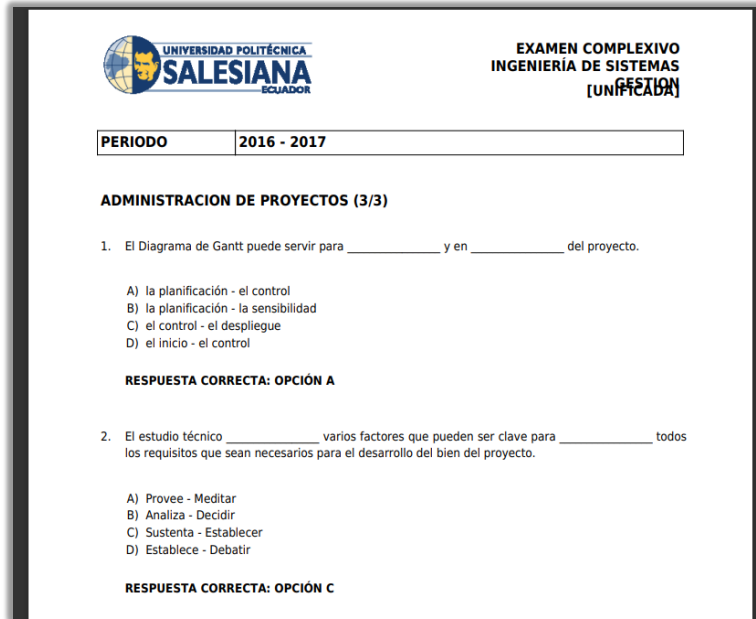 UNIVERSIDAD POLITÉCNICA
SALESIANA
ECUADOR
EXAMEN COMPLEXIVO
INGENIERÍA DE SISTEMAS
GESTION
[UNIFICADA]
PERIODO 2016 - 2017
ADMINISTRACION DE PROYECTOS (3/3)
1. El Diagrama de Gantt puede servir para _______________ y en _______________ del proyecto.
A) la planificación - el control
B) la planificación - la sensibilidad
C) el control - el despliegue
D) el inicio - el control
RESPUESTA CORRECTA: OPCIÓN A
2. El estudio técnico _______________ varios factores que pueden ser clave para _______________ todos
los requisitos que sean necesarios para el desarrollo del bien del proyecto.
A) Provee - Meditar
B) Analiza - Decidir
C) Sustenta - Establecer
D) Establece - Debatir
RESPUESTA CORRECTA: OPCIÓN C